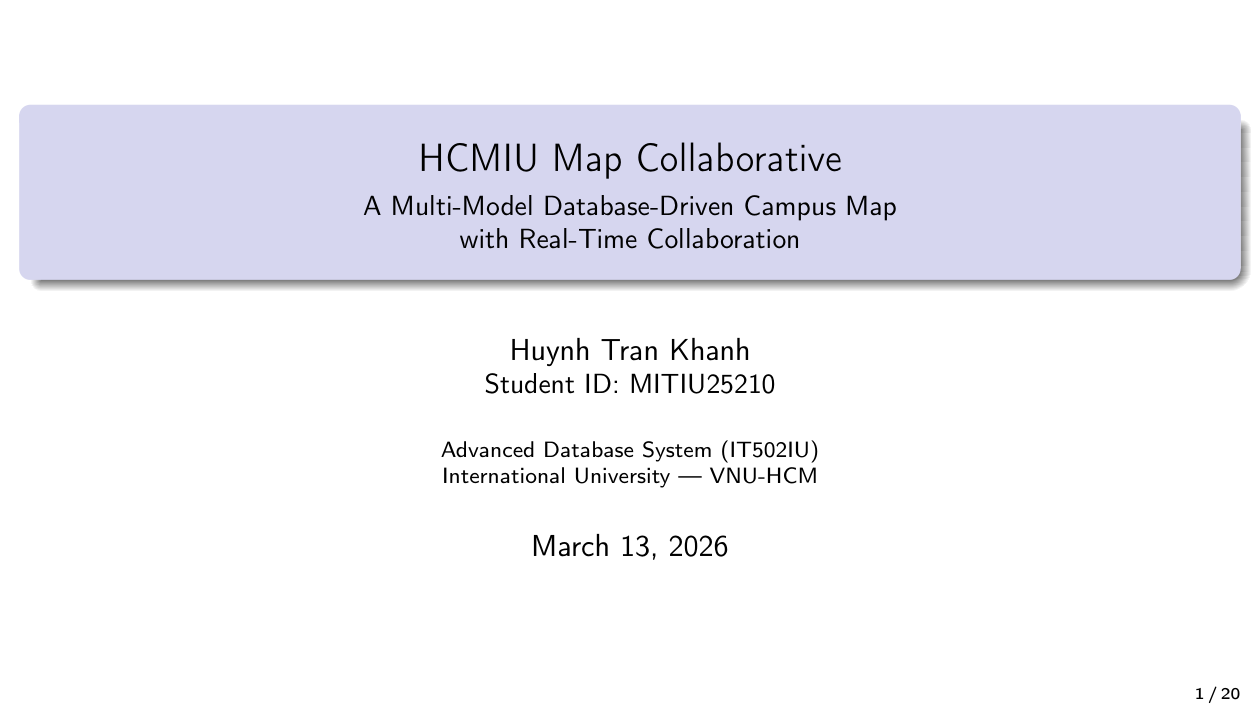 HCMIU Map Collaborative
A Multi-Model Database-Driven Campus Map
with Real-Time Collaboration
Huynh Tran Khanh
Student ID: MITIU25210
Advanced Database System (IT502IU)
International University — VNU-HCM
March 13, 2026
1 / 20